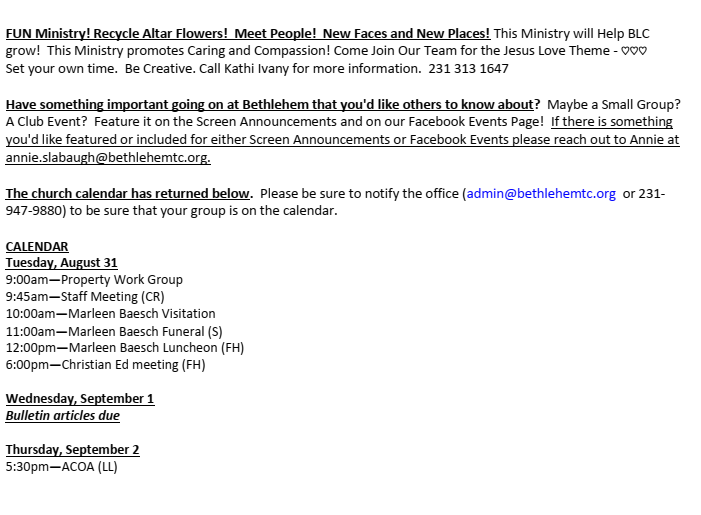 FUN Ministry! Recycle Altar Flowers!  Meet People!  New Faces and New Places! This Ministry will Help BLC
grow!  This Ministry promotes Caring and Compassion! Come Join Our Team for the Jesus Love Theme - ♡♡♡
Set your own time.  Be Creative. Call Kathi Ivany for more information.  231 313 1647
Have something important going on at Bethlehem that you'd like others to know about?  Maybe a Small Group?
A Club Event?  Feature it on the Screen Announcements and on our Facebook Events Page!  If there is something
you'd like featured or included for either Screen Announcements or Facebook Events please reach out to Annie at
annie.slabaugh@bethlehemtc.org.
The church calendar has returned below.  Please be sure to notify the office (admin@bethlehemtc.org  or 231-
947-9880) to be sure that your group is on the calendar.
CALENDAR
Tuesday, August 31
9:00am—Property Work Group
9:45am—Staff Meeting (CR)
10:00am—Marleen Baesch Visitation
11:00am—Marleen Baesch Funeral (S)
12:00pm—Marleen Baesch Luncheon (FH)
6:00pm—Christian Ed meeting (FH)
Wednesday, September 1
Bulletin articles due
Thursday, September 2
5:30pm—ACOA (LL)